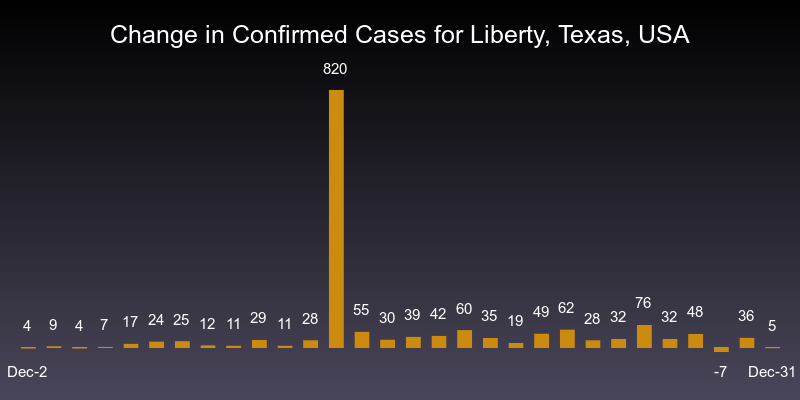 Change in Confirmed Cases for Liberty, Texas, USA
820
4 9 4 7 17 24 25 12 11 29 11 28 55 30 39 42 60 35 19 49 62 28 32 76 32 48 36 5
Dec-2 -7 Dec-31